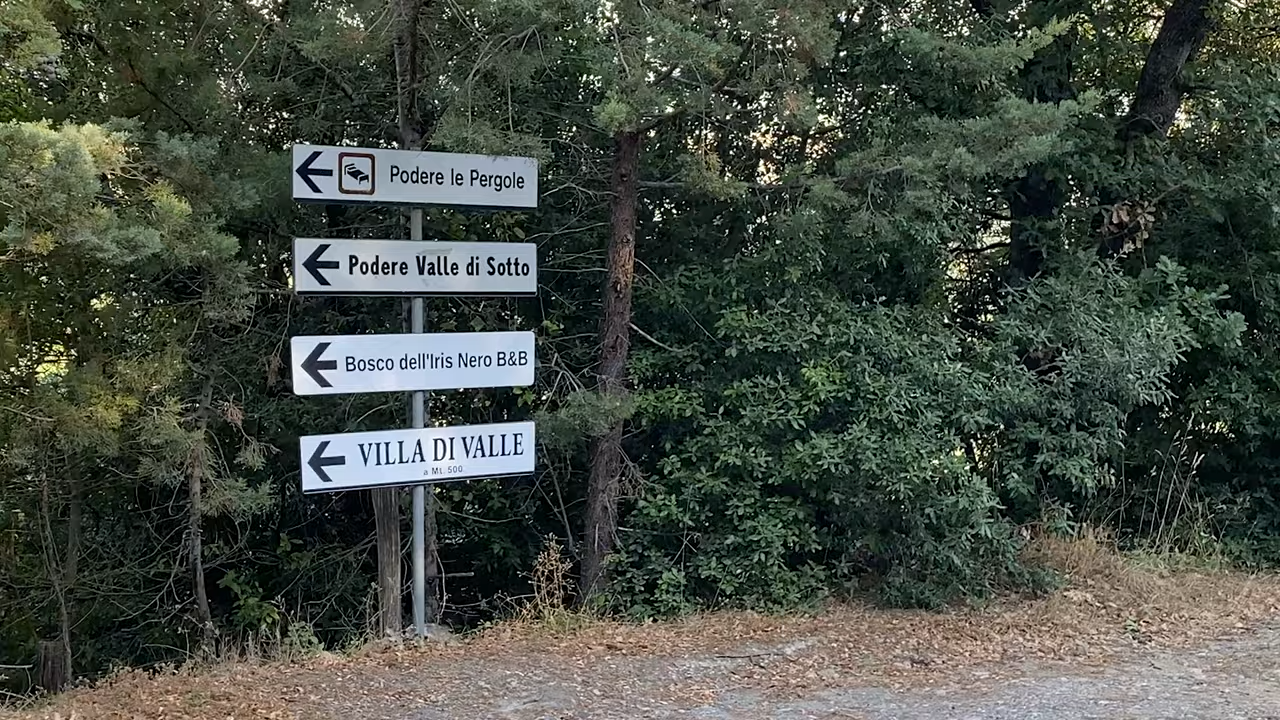 Podere le Pergole
Podere Valle di Sotto
Bosco dell'Iris Nero B&B
VILLA DI VALLE
a Mt. 500